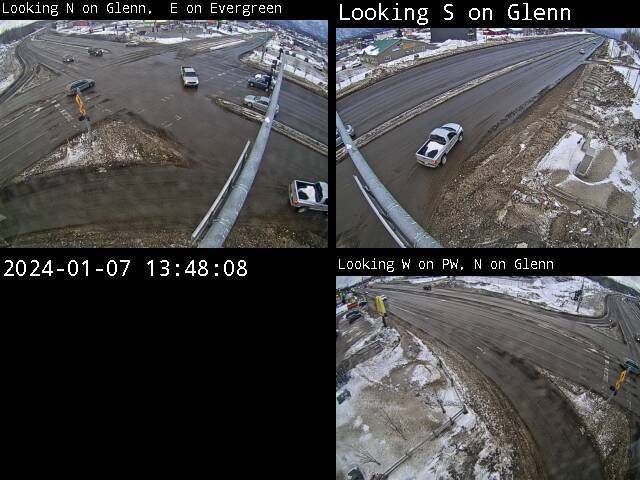 Looking N on Glenn,  E on Evergreen
Looking S on Glenn
2024-01-07 13:48:08
Looking W on PW, N on Glenn